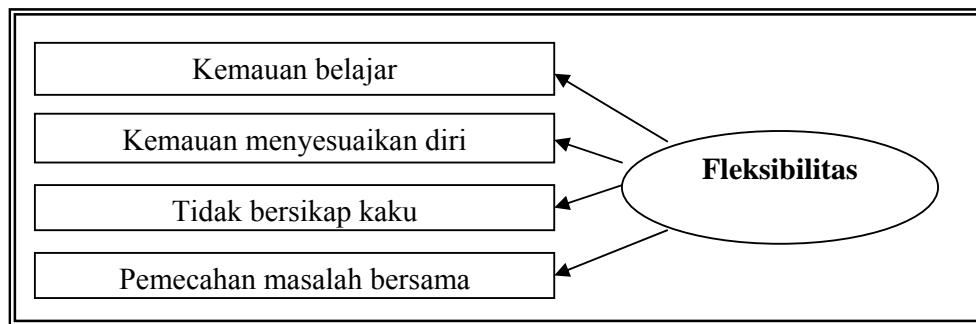 Kemauan belajar
Kemauan menyesuaikan diri
Fleksibilitas
Tidak bersikap kaku
Pemecahan masalah bersama